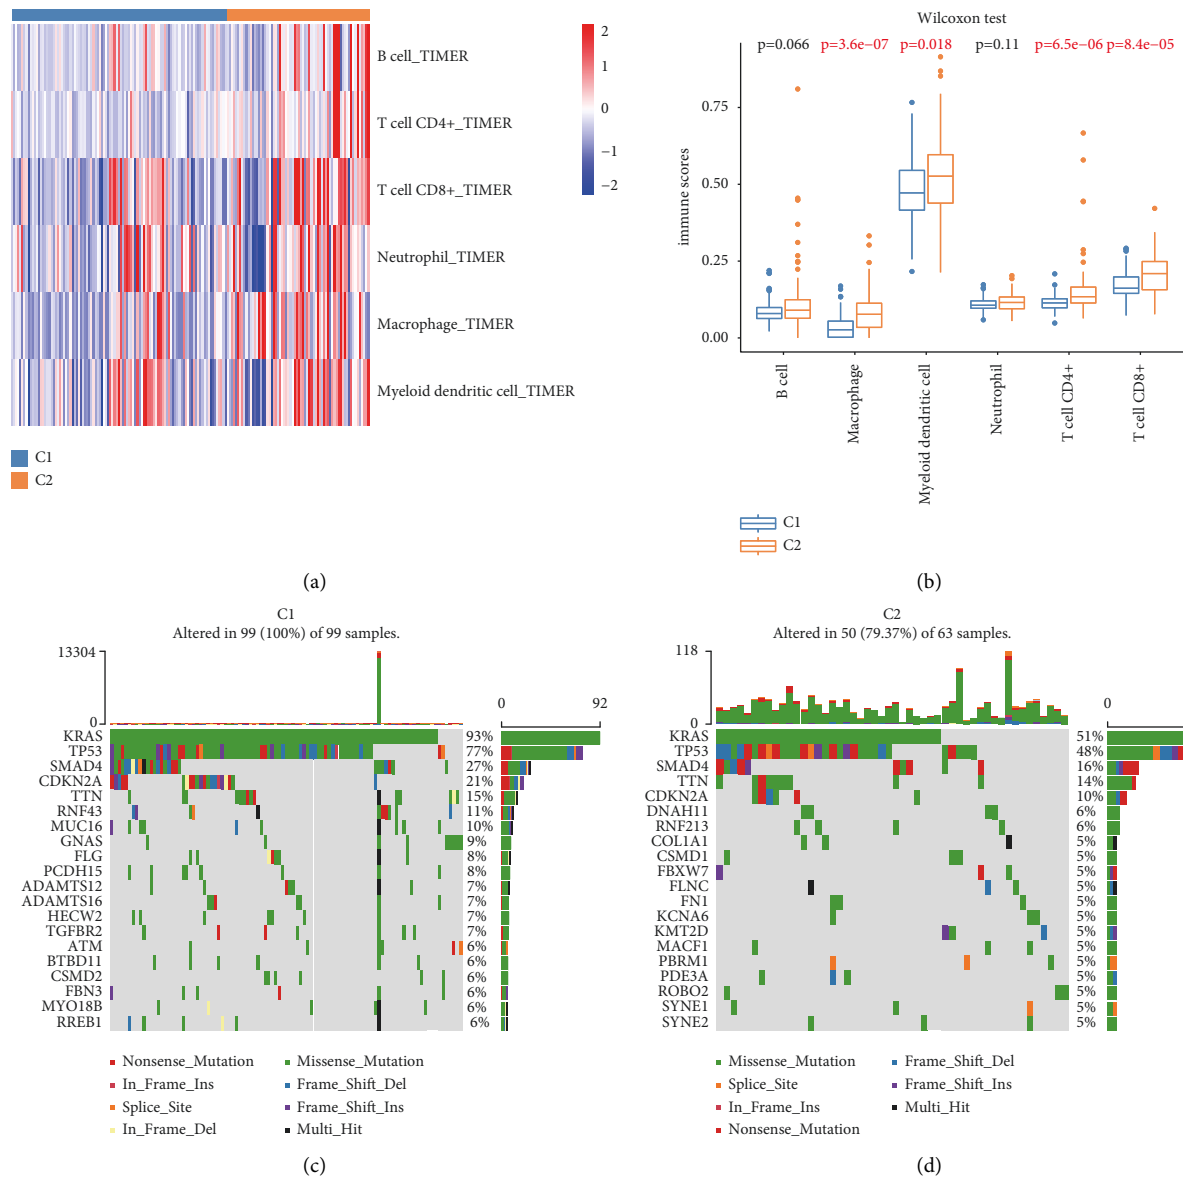 B cell_TIMER
T cell CD4+_TIMER
T cell CD8+_TIMER
Neutrophil_TIMER
Macrophage_TIMER
Myeloid dendritic cell_TIMER
2
1
0
−1
−2
C1
C2
(a)
Wilcoxon test
p=0.066 p=3.6e−07 p=0.018 p=0.11 p=6.5e−06 p=8.4e−05
immune scores
0.75
0.50
0.25
0.00
B cell
Macrophage
Myeloid dendritic cell
Neutrophil
T cell CD4+
T cell CD8+
C1
C2
(b)
C1
Altered in 99 (100%) of 99 samples.
13304
0
0 92
KRAS 93%
TP53 77%
SMAD4 27%
CDKN2A 21%
TTN 15%
RNF43 11%
MUC16 10%
GNAS 9%
FLG 8%
PCDH15 8%
ADAMTS12 7%
ADAMTS16 7%
HECW2 7%
TGFBR2 7%
ATM 6%
BTBD11 6%
CSMD2 6%
FBN3 6%
MYO18B 6%
RREB1 6%
Nonsense_Mutation Missense_Mutation
In_Frame_Ins Frame_Shift_Del
Splice_Site Frame_Shift_Ins
In_Frame_Del Multi_Hit
(c)
C2
Altered in 50 (79.37%) of 63 samples.
118
0
0
KRAS 51%
TP53 48%
SMAD4 16%
TTN 14%
CDKN2A 10%
DNAH11 6%
RNF213 6%
COL1A1 5%
CSMD1 5%
FBXW7 5%
FLNC 5%
FN1 5%
KCNA6 5%
KMT2D 5%
MACF1 5%
PBRM1 5%
PDE3A 5%
ROBO2 5%
SYNE1 5%
SYNE2 5%
Missense_Mutation Frame_Shift_Del
Splice_Site Frame_Shift_Ins
In_Frame_Ins Multi_Hit
Nonsense_Mutation
(d)